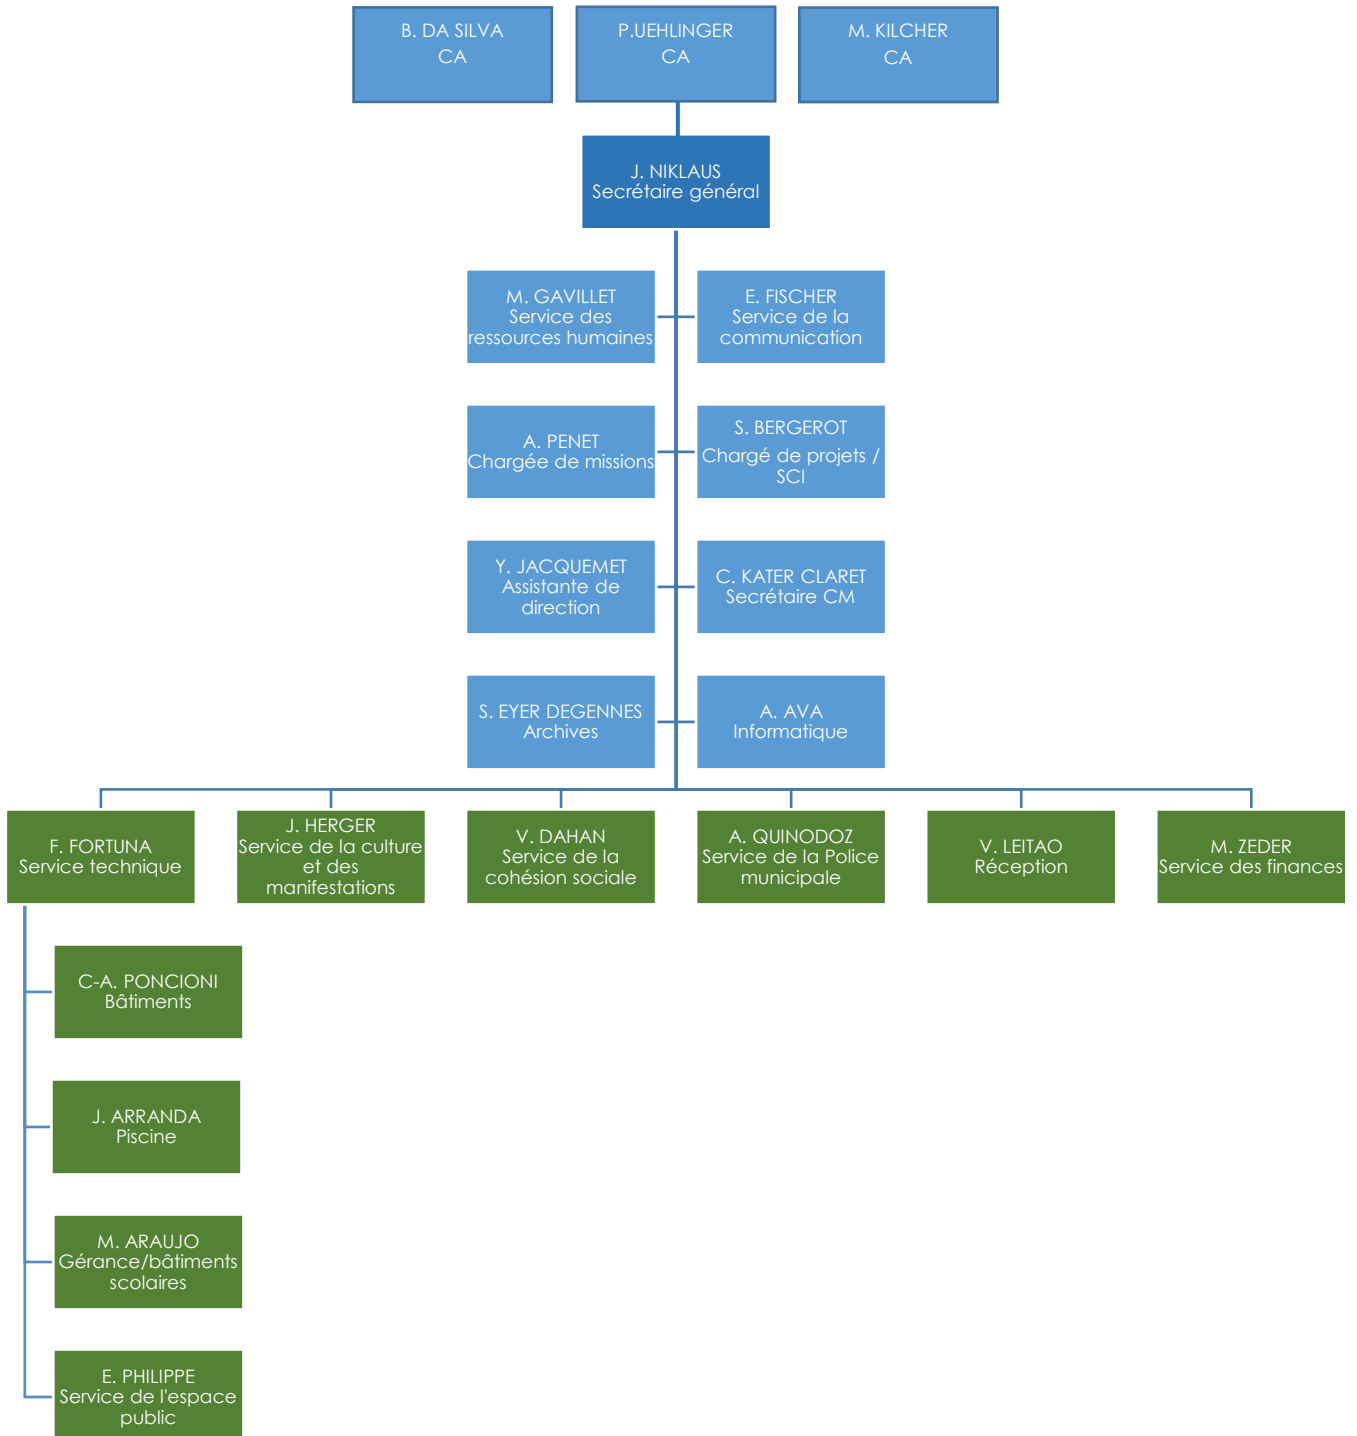 B. DA SILVA
CA
P.UEHLINGER
CA
M. KILCHER
CA
J. NIKLAUS
Secrétaire général
M. GAVILLET
Service des
ressources humaines
E. FISCHER
Service de la
communication
A. PENET
Chargée de missions
S. BERGEROT
Chargé de projets /
SCI
Y. JACQUEMET
Assistante de
direction
C. KATER CLARET
Secrétaire CM
S. EYER DEGENNES
Archives
A. AVA
Informatique
F. FORTUNA
Service technique
J. HERGER
Service de la culture
et des
manifestations
V. DAHAN
Service de la
cohésion sociale
A. QUINODOZ
Service de la Police
municipale
V. LEITAO
Réception
M. ZEDER
Service des finances
C-A. PONCIONI
Bâtiments
J. ARRANDA
Piscine
M. ARAUJO
Gérance/bâtiments
scolaires
E. PHILIPPE
Service de l'espace
public